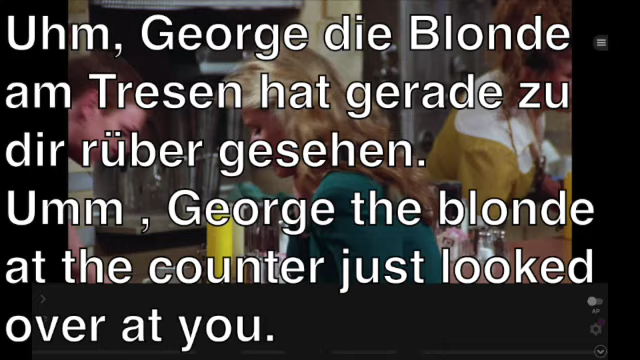 Uhm, George die Blonde
am Tresen hat gerade zu
dir rüber gesehen.
Umm , George the blonde
at the counter just looked
over at you.
AP